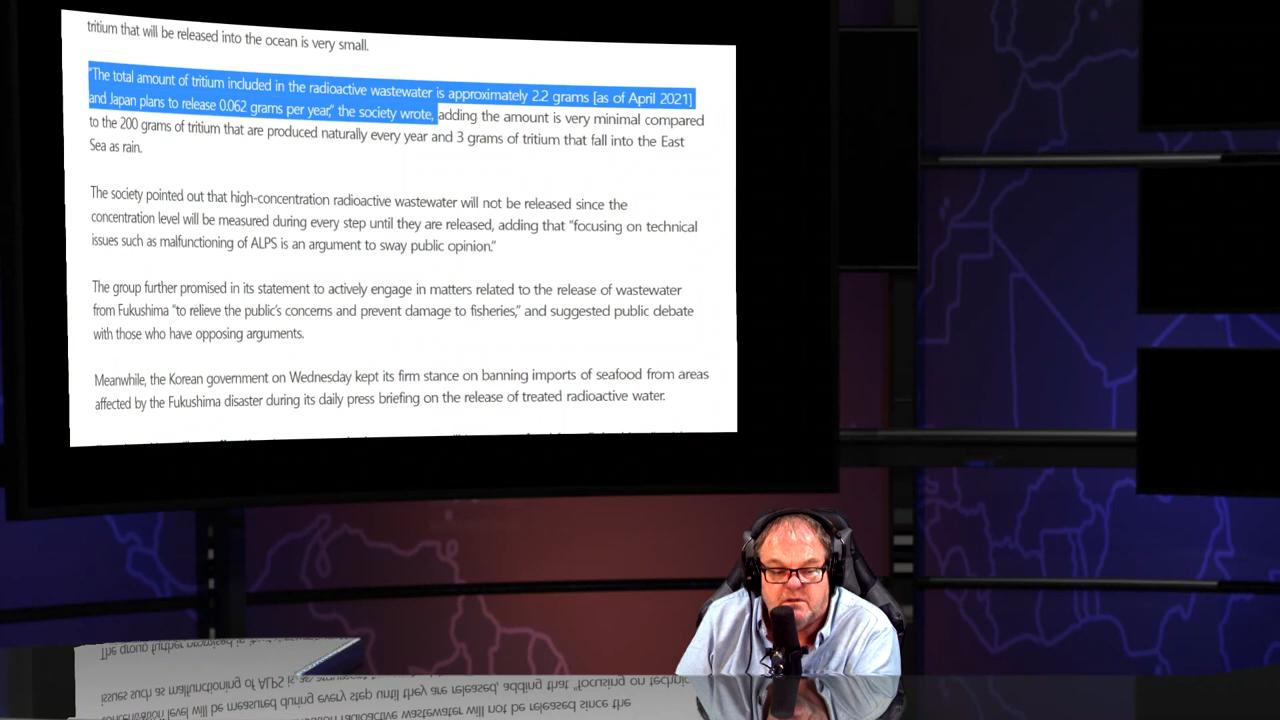 tritium that will be released into the ocean is very small.
“The total amount of tritium included in the radioactive wastewater is approximately 2.2 grams [as of April 2021]
and Japan plans to release 0.062 grams per year,” the society wrote, adding the amount is very minimal compared
to the 200 grams of tritium that are produced naturally every year and 3 grams of tritium that fall into the East
Sea as rain.
The society pointed out that high-concentration radioactive wastewater will not be released since the
concentration level will be measured during every step until they are released, adding that “focusing on technical
issues such as malfunctioning of ALPS is an argument to sway public opinion.”
The group further promised in its statement to actively engage in matters related to the release of wastewater
from Fukushima “to relieve the public’s concerns and prevent damage to fisheries,” and suggested public debate
with those who have opposing arguments.
Meanwhile, the Korean government on Wednesday kept its firm stance on banning imports of seafood from areas
affected by the Fukushima disaster during its daily press briefing on the release of treated radioactive water.